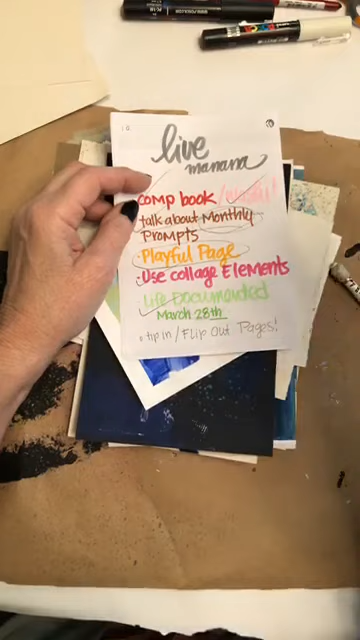 live
manana
comp book /
talk about Monthly
Prompts
Playful Page
Use collage Elements
Life Documented
March 28th
tip in / Flip Out Pages!